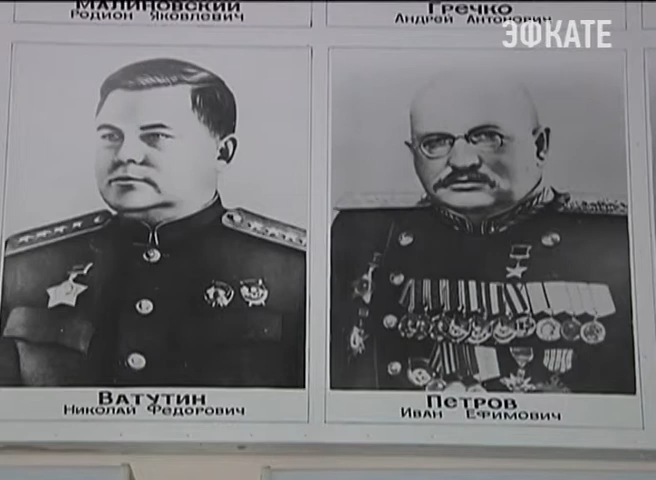 МАЛИНОВСКИЙ
РОДИОН ЯКОВЛЕВИЧ
ГРЕЧКО
АНДРЕЙ АНТОНОВИЧ
ЭФКАТЕ
ВАТУТИН
НИКОЛАЙ ФЕДОРОВИЧ
ПЕТРОВ
ИВАН ЕФИМОВИЧ